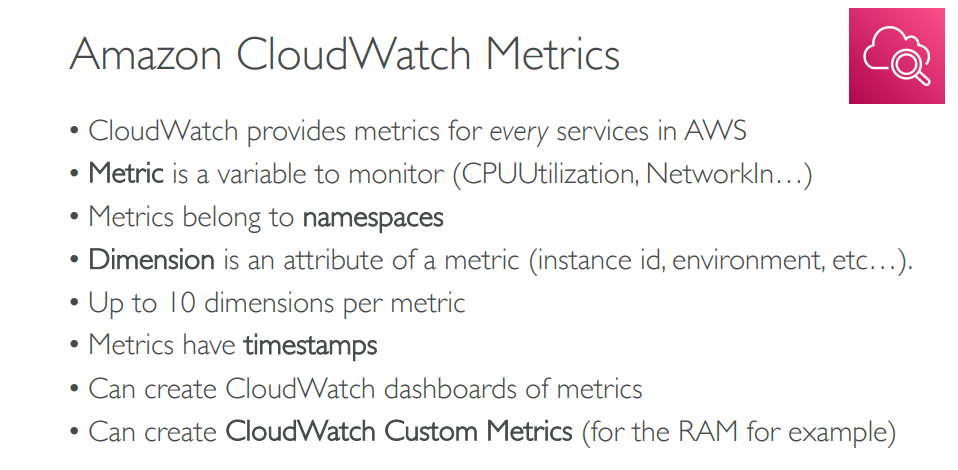 Amazon CloudWatch Metrics
• CloudWatch provides metrics for every services in AWS
• Metric is a variable to monitor (CPUUtilization, NetworkIn…)
• Metrics belong to namespaces
• Dimension is an attribute of a metric (instance id, environment, etc…).
• Up to 10 dimensions per metric
• Metrics have timestamps
• Can create CloudWatch dashboards of metrics
• Can create CloudWatch Custom Metrics (for the RAM for example)